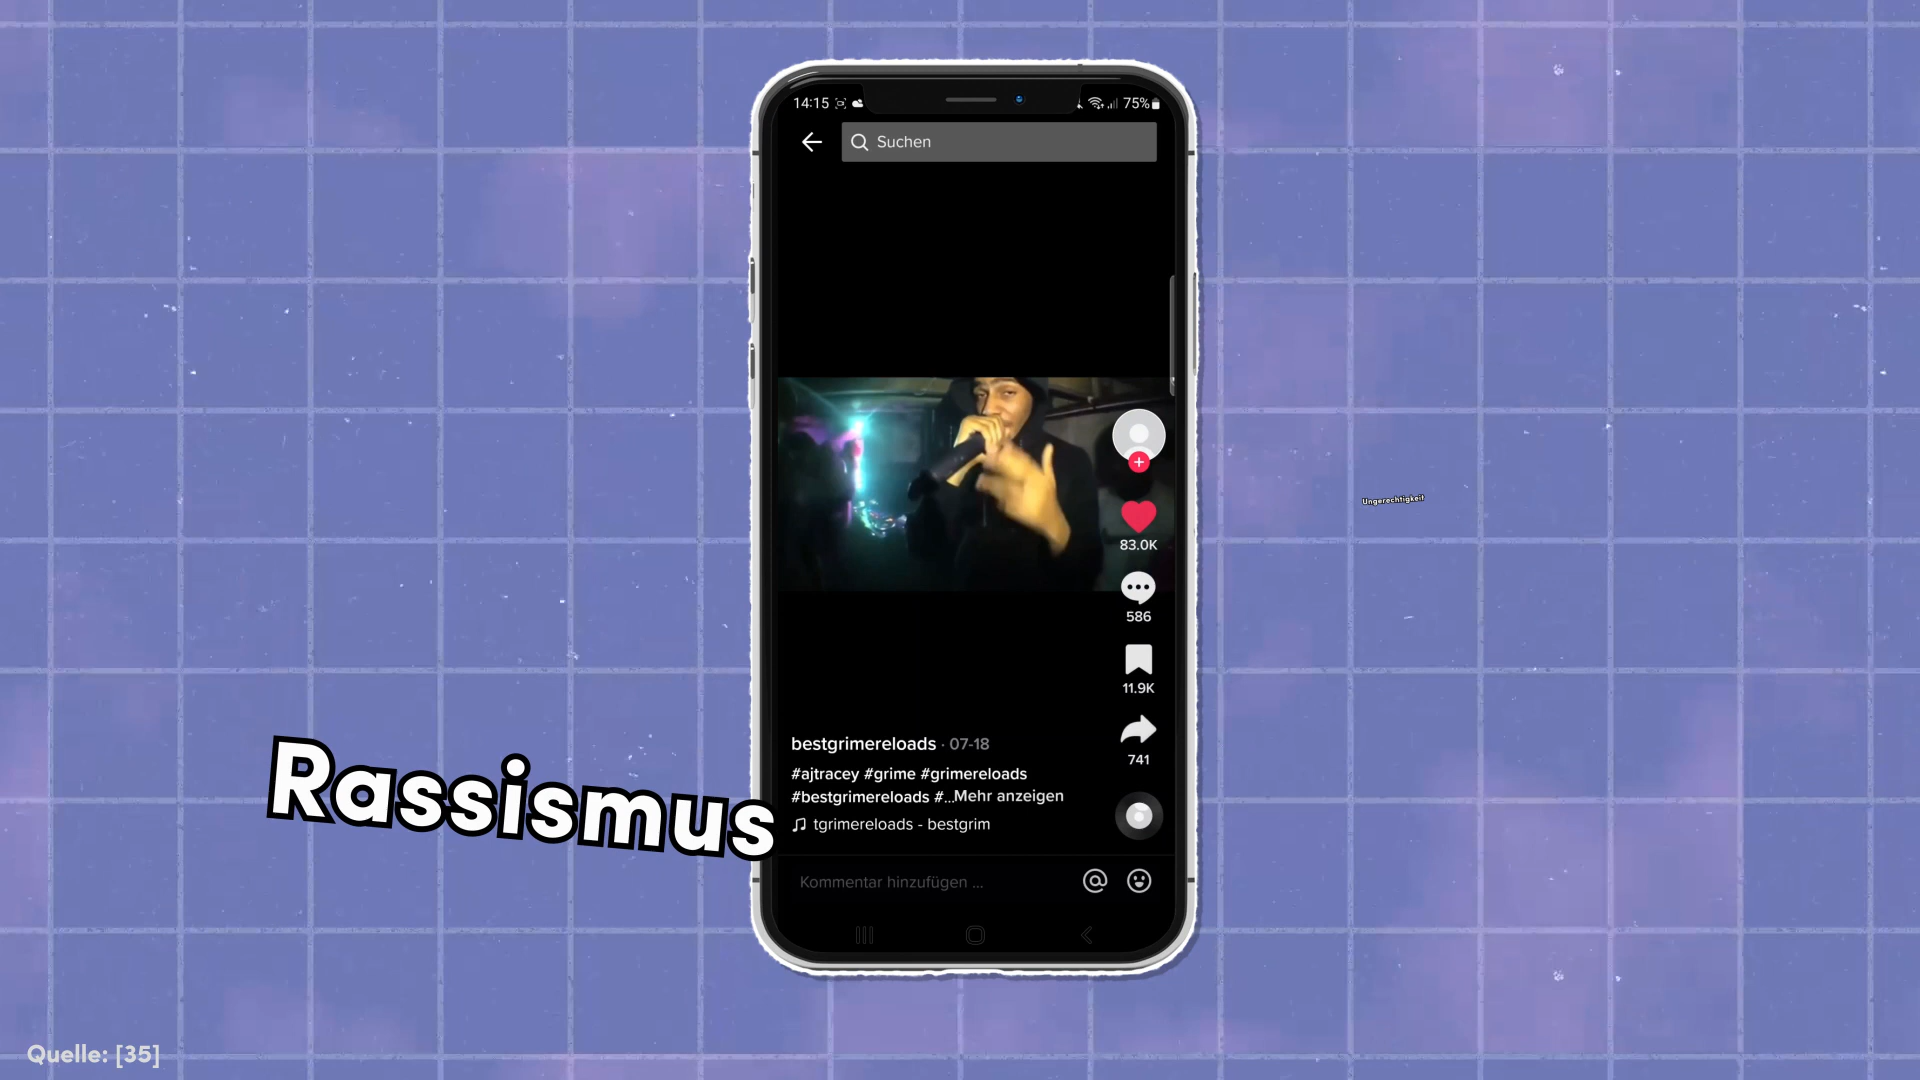 14:15
75%
Suchen
83.0K
586
11.9K
741
bestgrimereloads · 07-18
#ajtracey #grime #grimereloads
#bestgrimereloads #...Mehr anzeigen
tgrimereloads - bestgrim
Kommentar hinzufügen ...
Rassismus
Ungerechtigkeit
Quelle: [35]